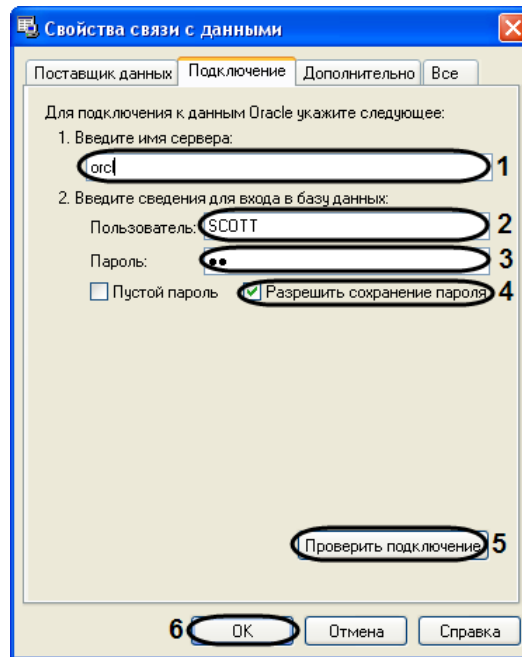 Свойства связи с данными
Поставщик данных Подключение Дополнительно Все
Для подключения к данным Oracle укажите следующее:
1. Введите имя сервера:
orcl 1
2. Введите сведения для входа в базу данных:
Пользователь: SCOTT 2
Пароль: •• 3
Пустой пароль Разрешить сохранение пароля 4
Проверить подключение 5
6 OK Отмена Справка